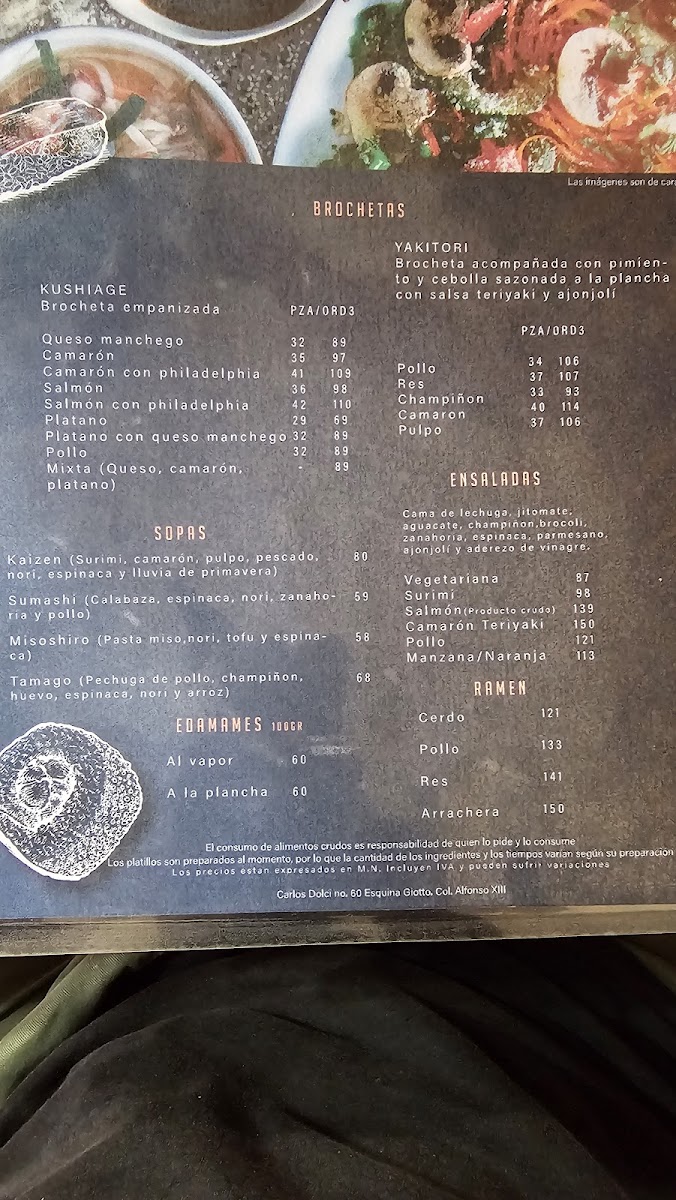 Las imágenes son de
BROCHETAS
KUSHIAGE
Brocheta empanizada PZA/ORD3
Queso manchego 32 89
Camarón 35 97
Camarón con philadelphia 41 109
Salmón 36 98
Salmón con philadelphia 42 110
Platano 29 69
Platano con queso manchego 32 89
Pollo 32 89
Mixta (Queso, camarón, - 89
platano)
YAKITORI
Brocheta acompañada con pimien-
to y cebolla sazonada a la plancha
con salsa teriyaki y ajonjolí
PZA/ORD3
Pollo 34 106
Res 37 107
Champiñon 33 93
Camaron 40 114
Pulpo 37 106
SOPAS
Kaizen (Surimi, camarón, pulpo, pescado, 80
nori, espinaca y lluvia de primavera)
Sumashi (Calabaza, espinaca, nori, zanaho- 59
ria y pollo)
Misoshiro (Pasta miso,nori, tofu y espina- 58
ca)
Tamago (Pechuga de pollo, champiñon, 68
huevo, espinaca, nori y arroz)
EDAMAMES 100GR
Al vapor 60
A la plancha 60
ENSALADAS
Cama de lechuga, jitomate,
aguacate, champiñon,brocoli,
zanahoria, espinaca, parmesano,
ajonjolí y aderezo de vinagre.
Vegetariana 87
Surimi 98
Salmón(Producto crudo) 139
Camarón Teriyaki 150
Pollo 121
Manzana/Naranja 113
RAMEN
Cerdo 121
Pollo 133
Res 141
Arrachera 150
El consumo de alimentos crudos es responsabilidad de quien lo pide y lo consume
Los platillos son preparados al momento, por lo que la cantidad de los ingredientes y los tiempos varian según su preparación
Los precios estan expresados en M.N. Incluyen IVA y pueden sufrir variaciones
Carlos Dolci no. 60 Esquina Giotto. Col. Alfonso XIII